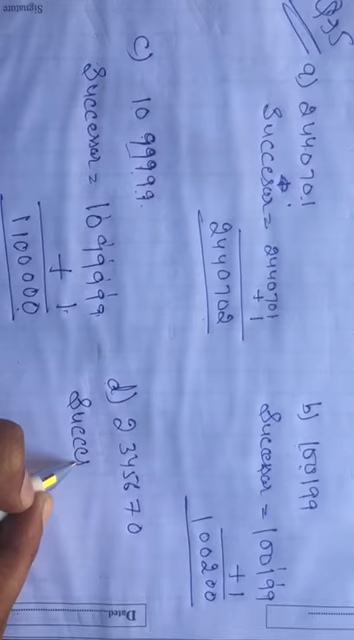 Signature
Dated
Q5
a) 2440701
Successor = 2440701
+ 1
2440702
b) 100199
Successor = 100199
+ 1
100200
c) 1099999
Successor = 1099999
+ 1
1100000
d) 2345670
Succes